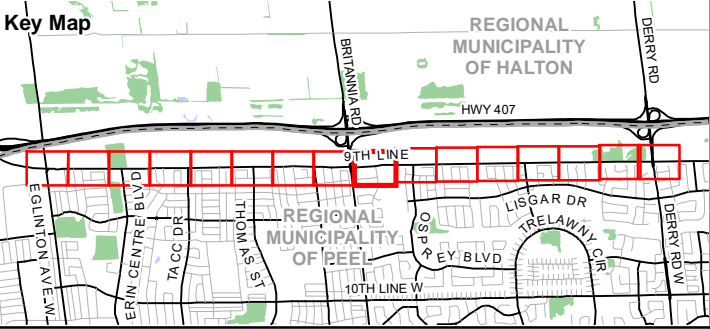 Key Map
REGIONAL
MUNICIPALITY
OF HALTON
DERRY RD
BRITANNIA RD
HWY 407
9TH LINE
EGLINTON AVE W
ERIN CENTRE BLVD
TACC DR
THOMAS ST
REGIONAL
MUNICIPALITY
OF PEEL
OSPREY BLVD
LISGAR DR
TRELAWNY CIR
DERRY RD W
10TH LINE W